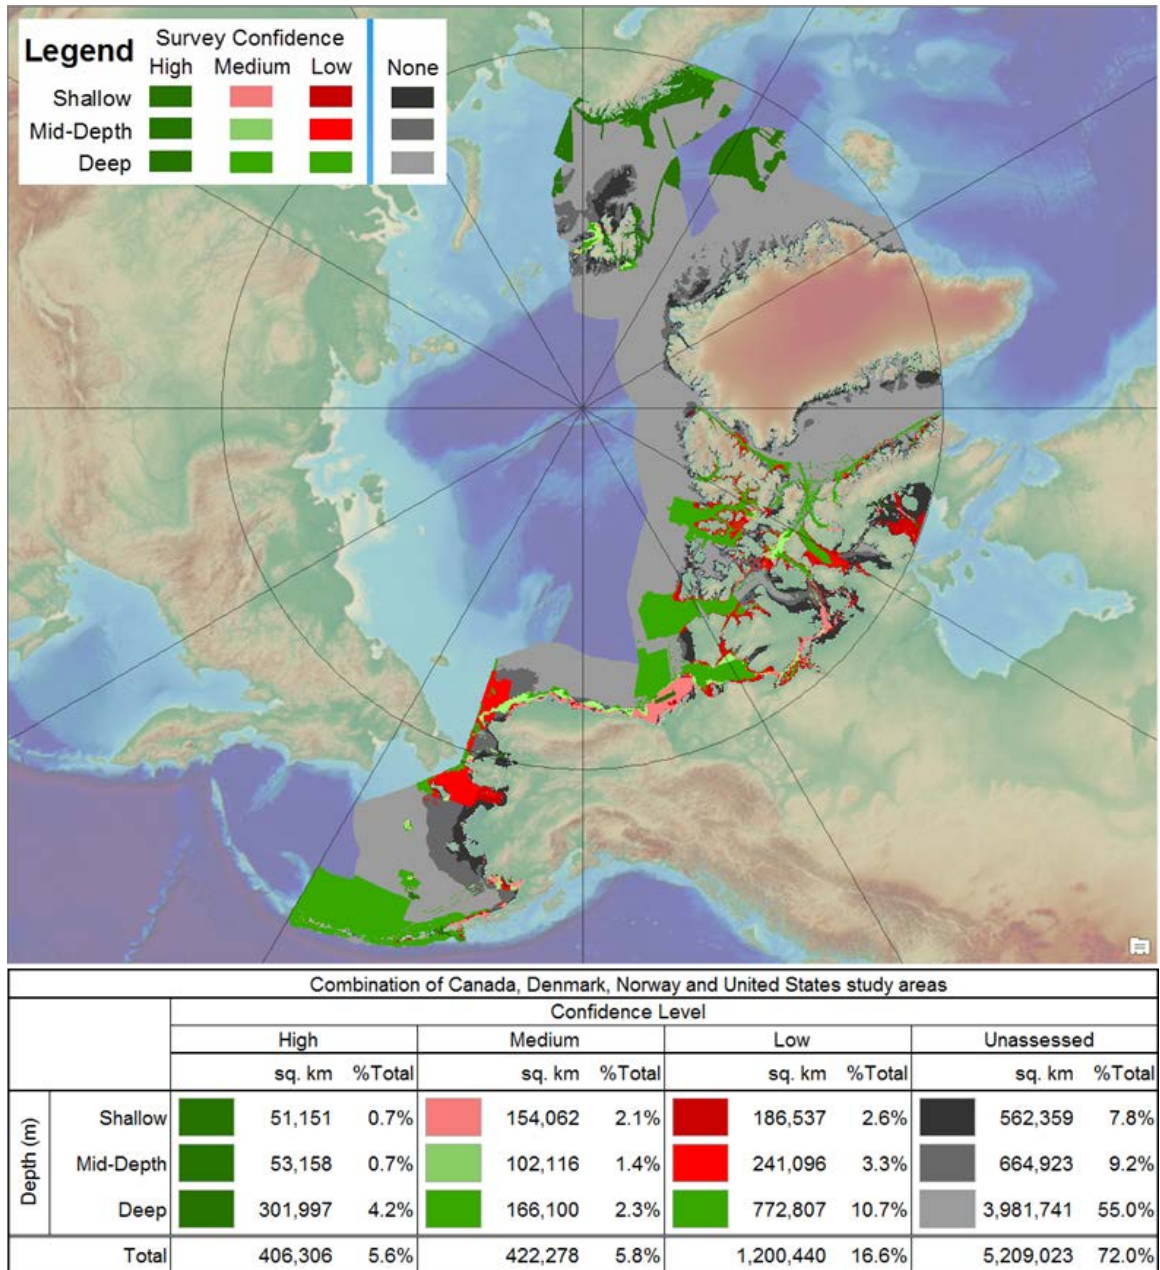 Legend
Survey Confidence
High Medium Low None
Shallow
Mid-Depth
Deep
Combination of Canada, Denmark, Norway and United States study areas
Confidence Level
High Medium Low Unassessed
sq. km %Total sq. km %Total sq. km %Total sq. km %Total
Depth (m)
Shallow 51,151 0.7% 154,062 2.1% 186,537 2.6% 562,359 7.8%
Mid-Depth 53,158 0.7% 102,116 1.4% 241,096 3.3% 664,923 9.2%
Deep 301,997 4.2% 166,100 2.3% 772,807 10.7% 3,981,741 55.0%
Total 406,306 5.6% 422,278 5.8% 1,200,440 16.6% 5,209,023 72.0%